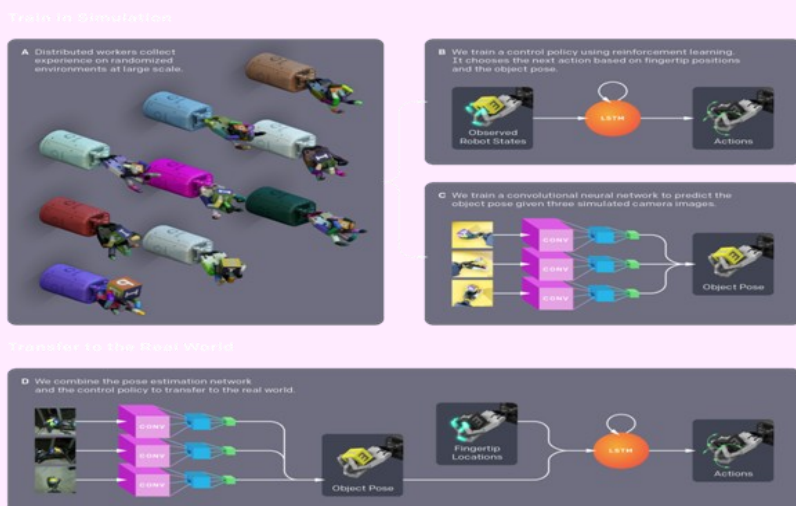 Train in Simulation
A Distributed workers collect
experience on randomized
environments at large scale.
B We train a control policy using reinforcement learning.
It chooses the next action based on fingertip positions
and the object pose.
Observed
Robot States
LSTM
Actions
C We train a convolutional neural network to predict the
object pose given three simulated camera images.
CONV
CONV
CONV
Object Pose
Transfer to the Real World
D We combine the pose estimation network
and the control policy to transfer to the real world.
CONV
CONV
CONV
Object Pose
Fingertip
Locations
LSTM
Actions